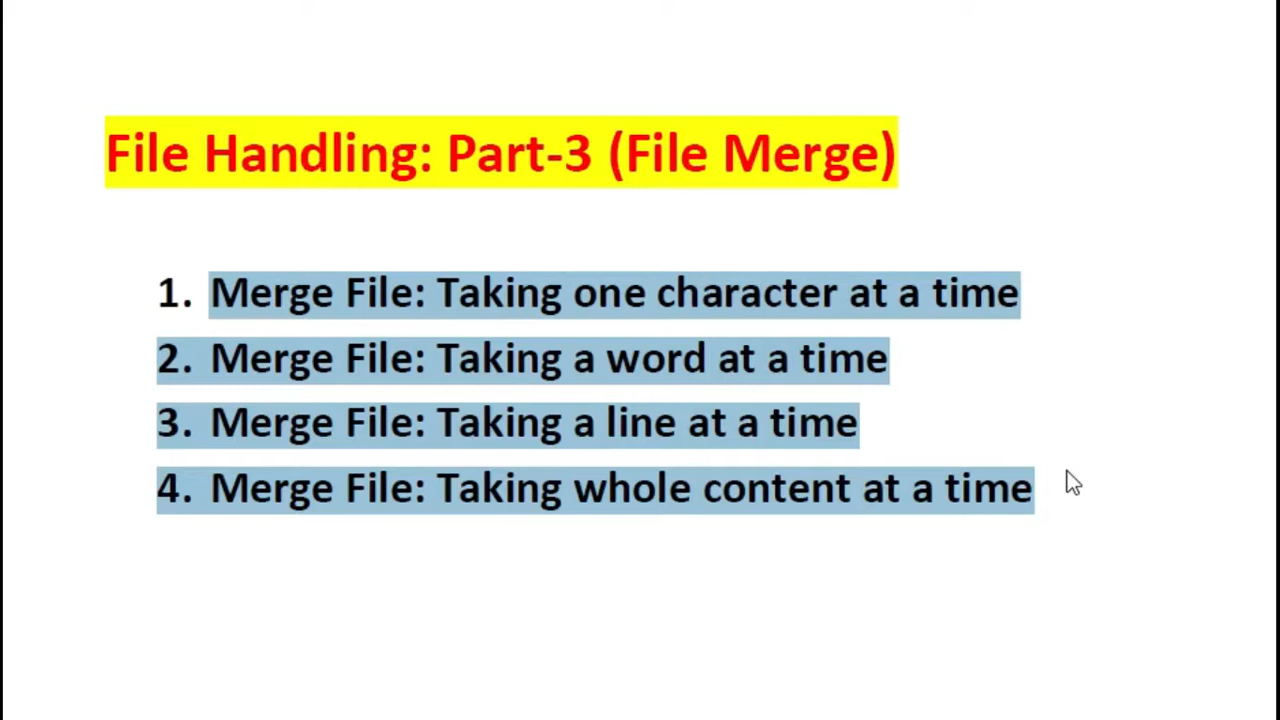 File Handling: Part-3 (File Merge)
1. Merge File: Taking one character at a time
2. Merge File: Taking a word at a time
3. Merge File: Taking a line at a time
4. Merge File: Taking whole content at a time